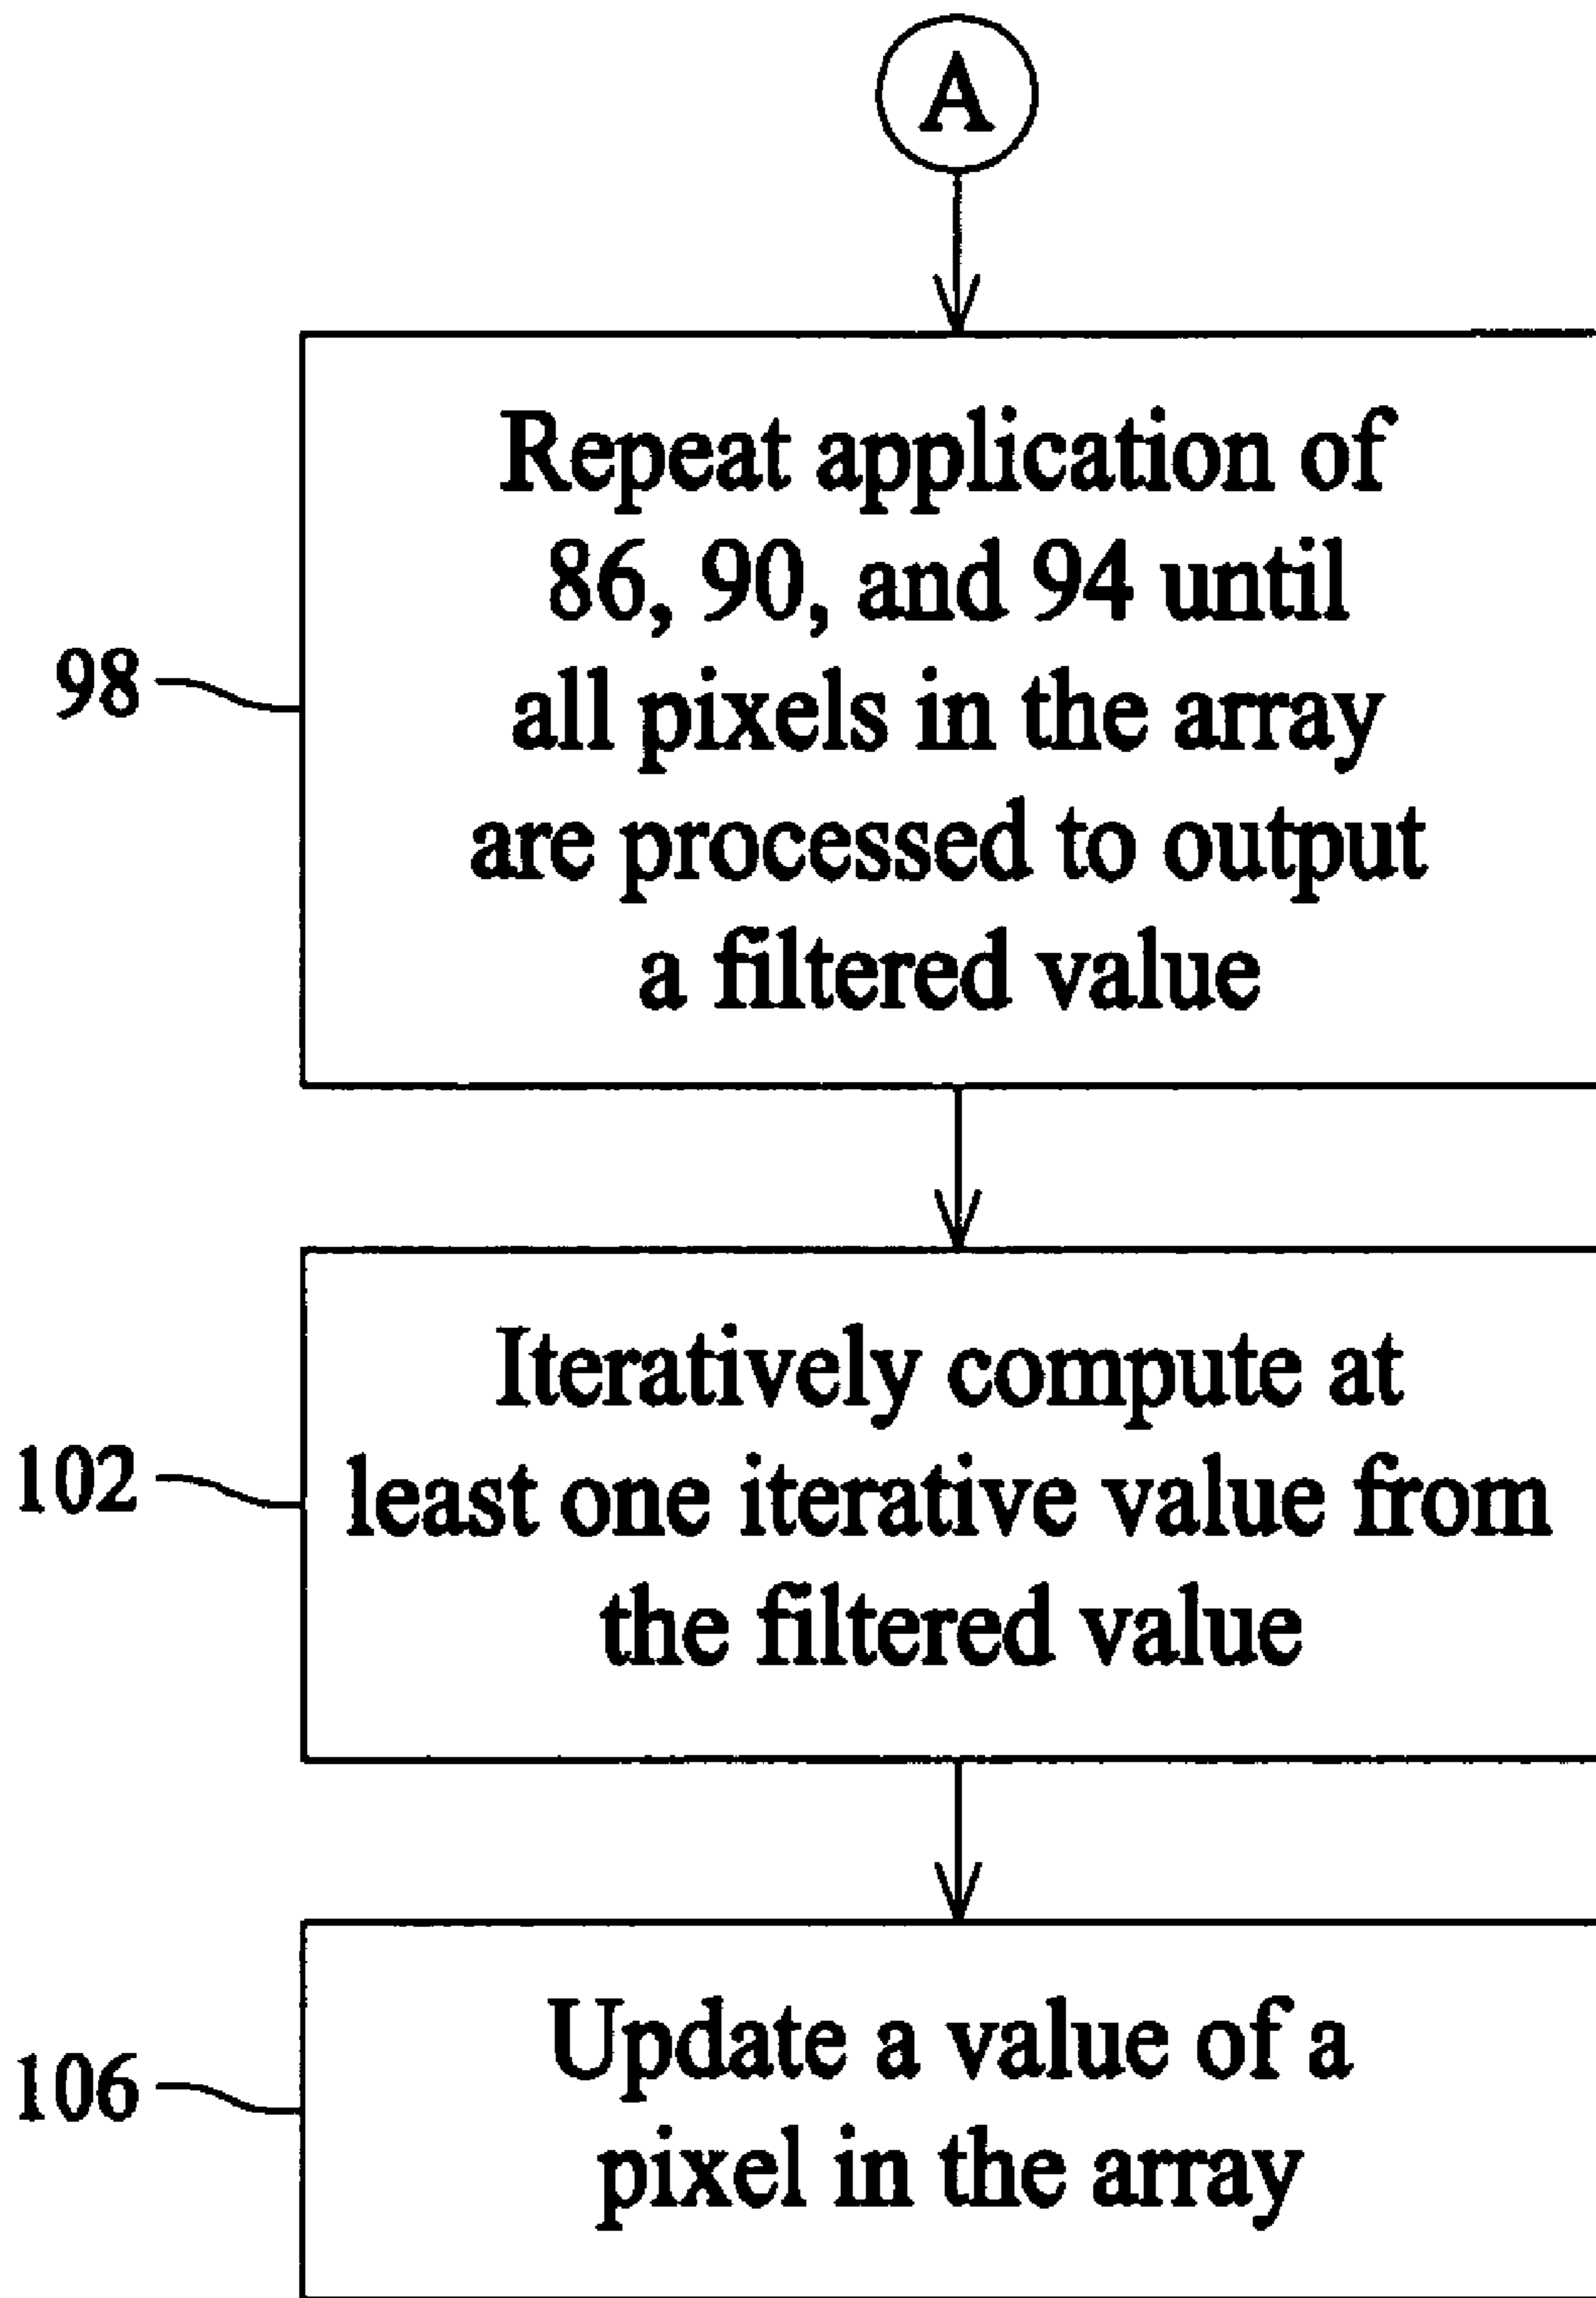 A
Repeat application of
86, 90, and 94 until
all pixels in the array
are processed to output
a filtered value
98
Iteratively compute at
least one iterative value from
the filtered value
102
Update a value of a
pixel in the array
106